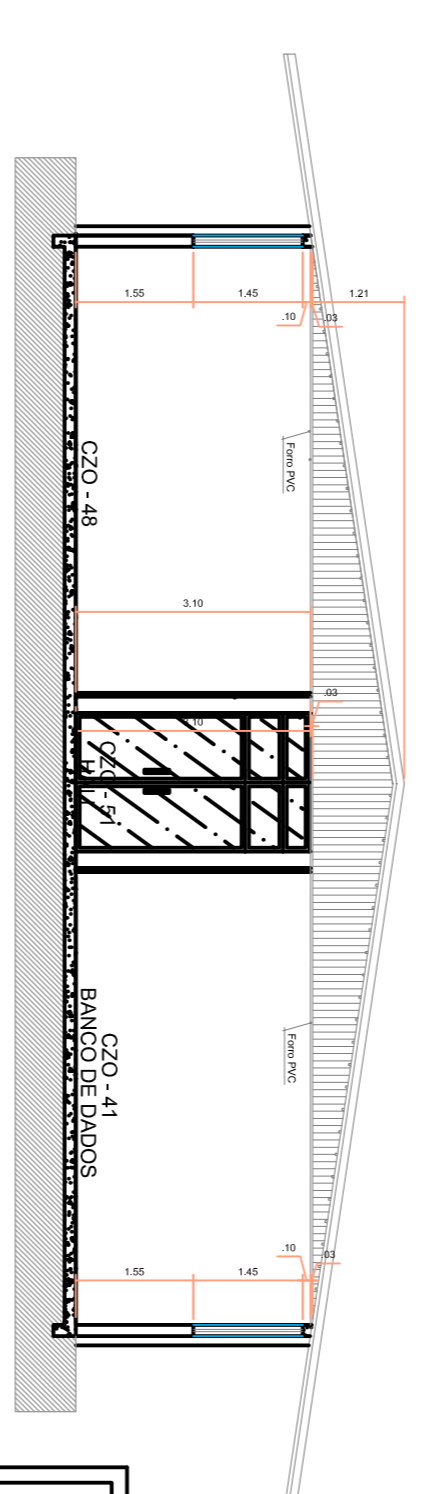 1.55
1.45
1.21
.10
.03
Forro PVC
CZO - 48
3.10
.03
3.10
CZO - 51
HALL
CZO - 41
BANCO DE DADOS
Forro PVC
.10
.03
1.55
1.45